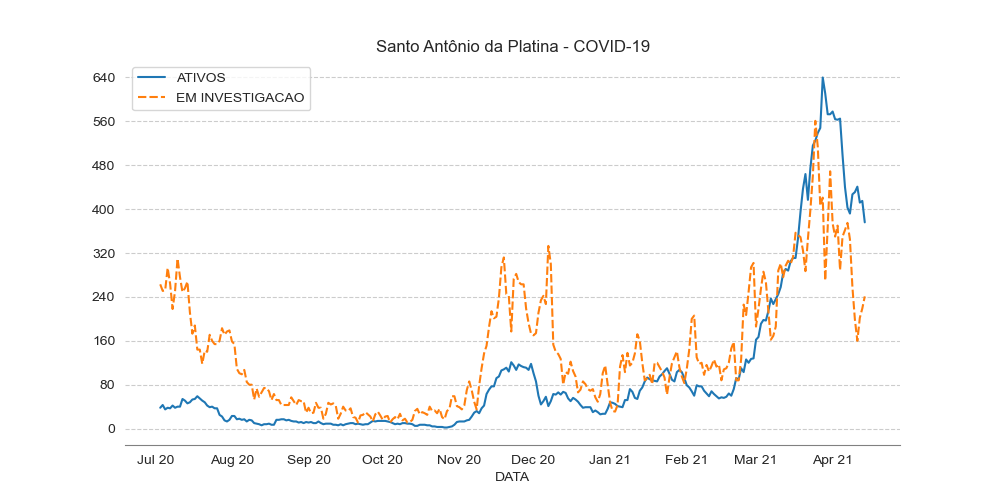 Santo Antônio da Platina - COVID-19
ATIVOS
EM INVESTIGACAO
640
560
480
400
320
240
160
80
0
Jul 20 Aug 20 Sep 20 Oct 20 Nov 20 Dec 20 Jan 21 Feb 21 Mar 21 Apr 21
DATA